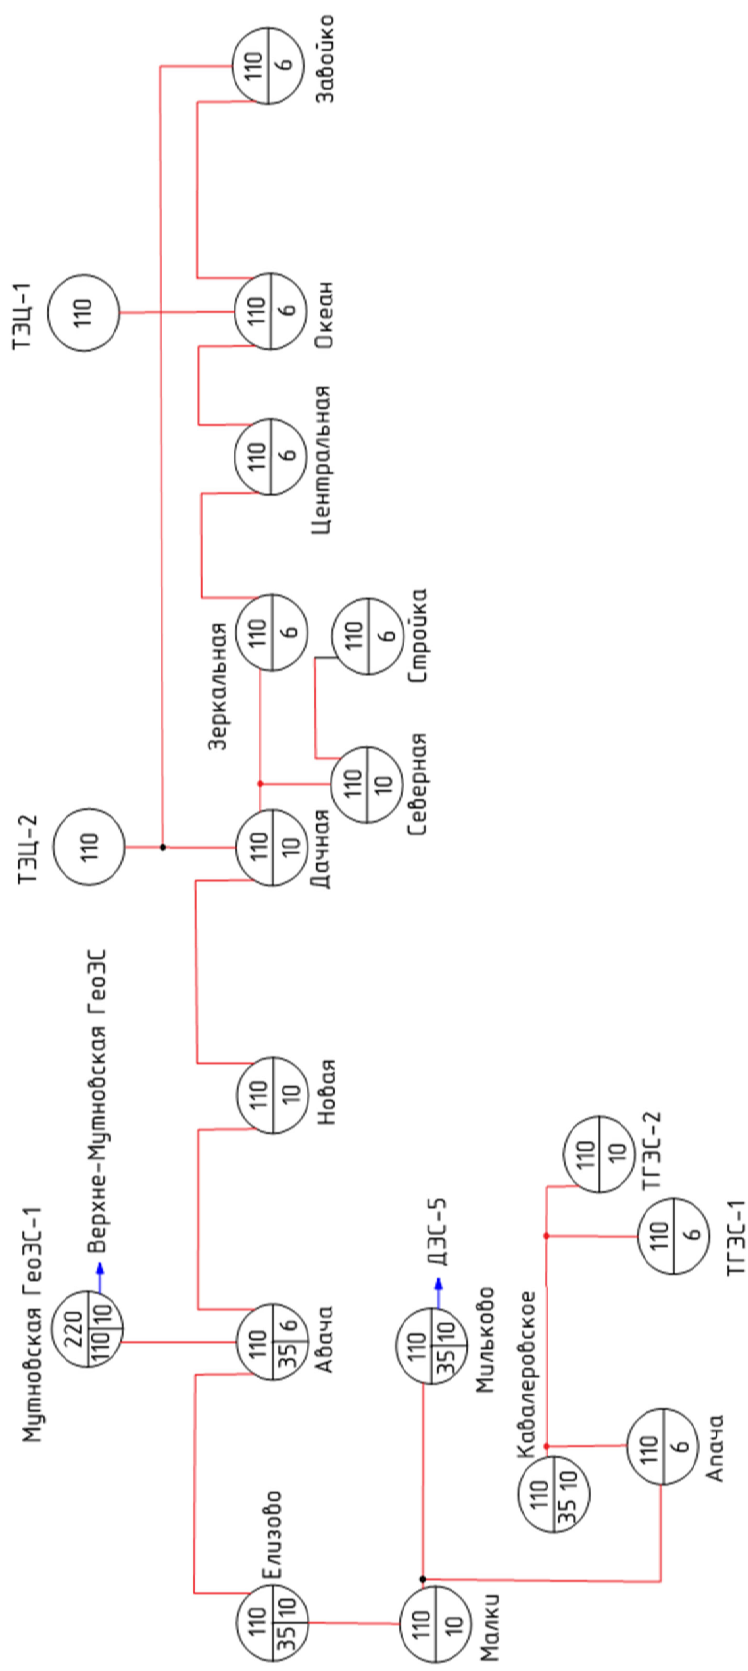 Мутновская ГеоЭС-1
220
110 10
Верхне-Мутновская ГеоЭС
ТЭЦ-2
110
ТЭЦ-1
110
Елизово
110
35 10
110
35 6
Авача
110
10
Новая
110
10
Дачная
Зеркальная
110
6
110
6
Центральная
110
6
Океан
110
6
Завойко
110
10
Северная
110
6
Стройка
110
10
Малки
110
35 10
Мильково
ДЭС-5
Кавалеровское
110
35 10
110
6
Апача
110
6
ТГЭС-1
110
10
ТГЭС-2